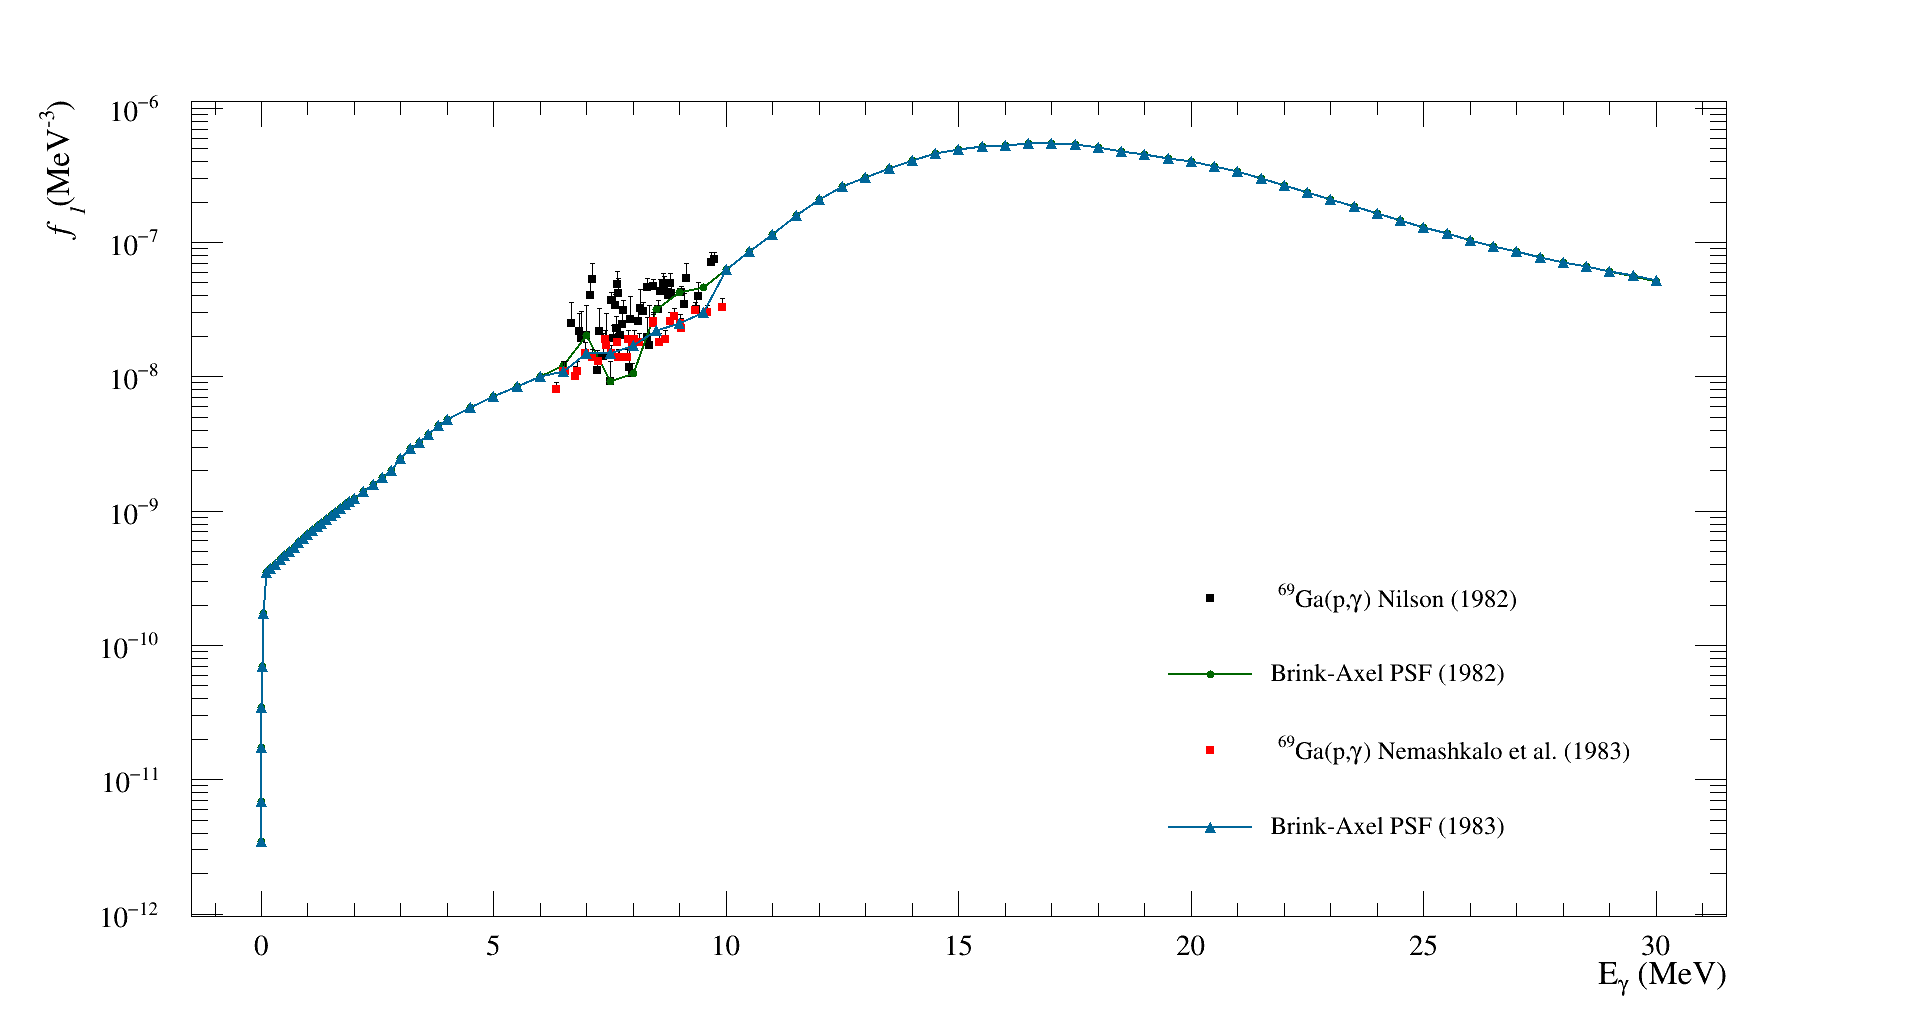 f₁(MeV⁻³)
10⁻⁶
10⁻⁷
10⁻⁸
10⁻⁹
10⁻¹⁰
10⁻¹¹
10⁻¹²
⁶⁹Ga(p,γ) Nilson (1982)
Brink-Axel PSF (1982)
⁶⁹Ga(p,γ) Nemashkalo et al. (1983)
Brink-Axel PSF (1983)
0 5 10 15 20 25 30
Eᵧ (MeV)